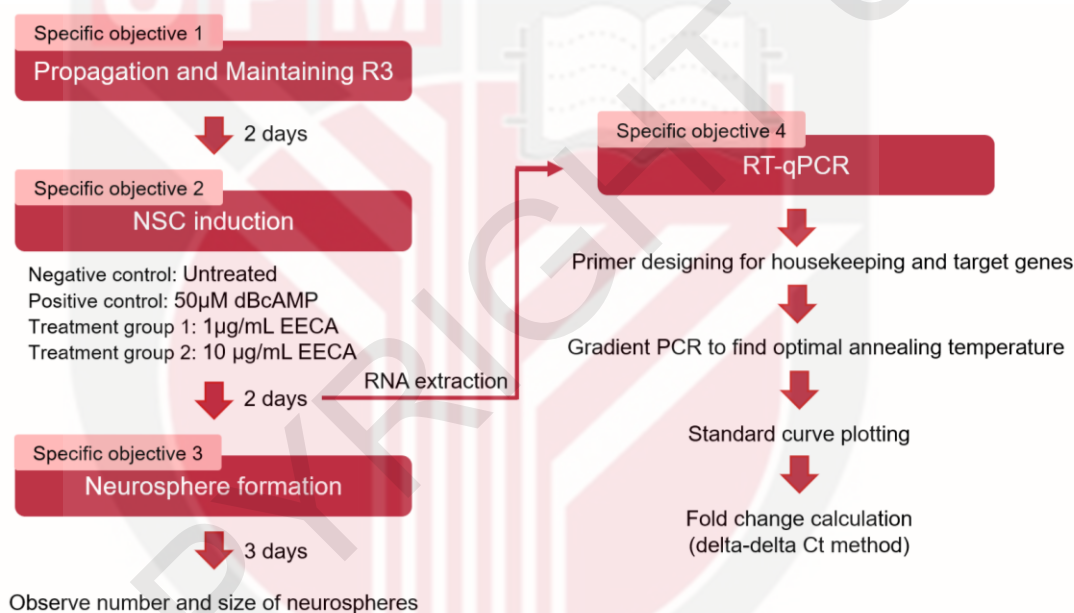 UPM
Specific objective 1
Propagation and Maintaining R3
2 days
Specific objective 2
NSC induction
Negative control: Untreated
Positive control: 50µM dBcAMP
Treatment group 1: 1µg/mL EECA
Treatment group 2: 10 µg/mL EECA
2 days
RNA extraction
Specific objective 3
Neurosphere formation
3 days
Observe number and size of neurospheres
Specific objective 4
RT-qPCR
Primer designing for housekeeping and target genes
Gradient PCR to find optimal annealing temperature
Standard curve plotting
Fold change calculation
(delta-delta Ct method)
PYRIGHT